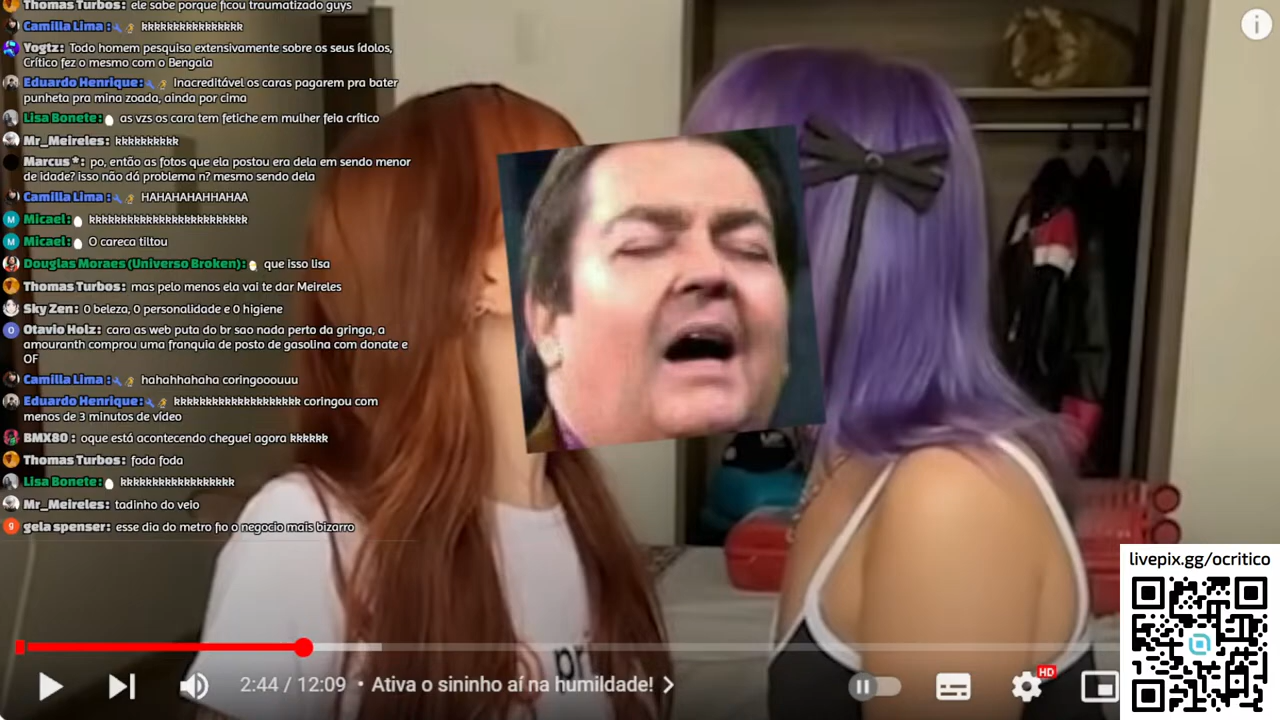 Thomas Turbos: ele sabe porque ficou traumatizado guys
Camilla Lima : kkkkkkkkkkkkkkk
Yogtz: Todo homem pesquisa extensivamente sobre os seus ídolos,
Crítico fez o mesmo com o Bengala
Eduardo Henrique: Inacreditável os caras pagarem pra bater
punheta pra mina zoada, ainda por cima
Lisa Bonete: as vzs os cara tem fetiche em mulher feia crítico
Mr_Meireles: kkkkkkkkkk
Marcus*: po, então as fotos que ela postou era dela em sendo menor
de idade? isso não dá problema n? mesmo sendo dela
Camilla Lima : HAHAHAHAHHAHAA
Micael: kkkkkkkkkkkkkkkkkkkkkkkkk
Micael: O careca tiltou
Douglas Moraes (Universo Broken): que isso lisa
Thomas Turbos: mas pelo menos ela vai te dar Meireles
Sky Zen: 0 beleza, 0 personalidade e 0 higiene
Otavio Holz: cara as web puta do br sao nada perto da gringa, a
amouranth comprou uma franquia de posto de gasolina com donate e
OF
Camilla Lima : hahahhahaha coringooouuu
Eduardo Henrique: kkkkkkkkkkkkkkkkkkkk coringou com
menos de 3 minutos de vídeo
BMX80 : oque está acontecendo cheguei agora kkkkkk
Thomas Turbos: foda foda
Lisa Bonete: kkkkkkkkkkkkkkkkkk
Mr_Meireles: tadinho do veio
gela spenser: esse dia do metro fio o negocio mais bizarro
livepix.gg/ocritico
pr
2:44 / 12:09 • Ativa o sininho aí na humildade!
HD